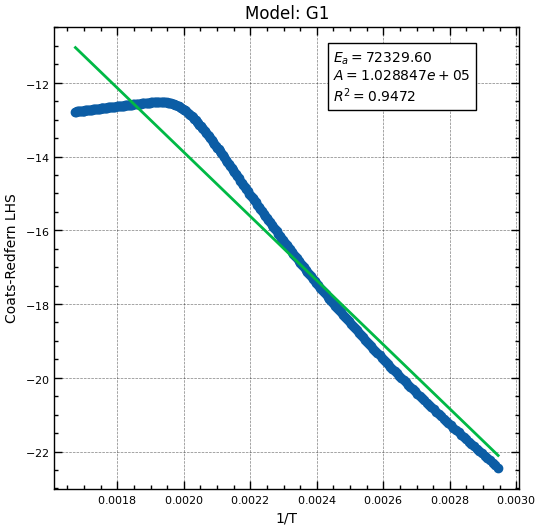 Model: G1
E_a = 72329.60
A = 1.028847e + 05
R^2 = 0.9472
Coats-Redfern LHS
−12
−14
−16
−18
−20
−22
0.0018 0.0020 0.0022 0.0024 0.0026 0.0028 0.0030
1/T